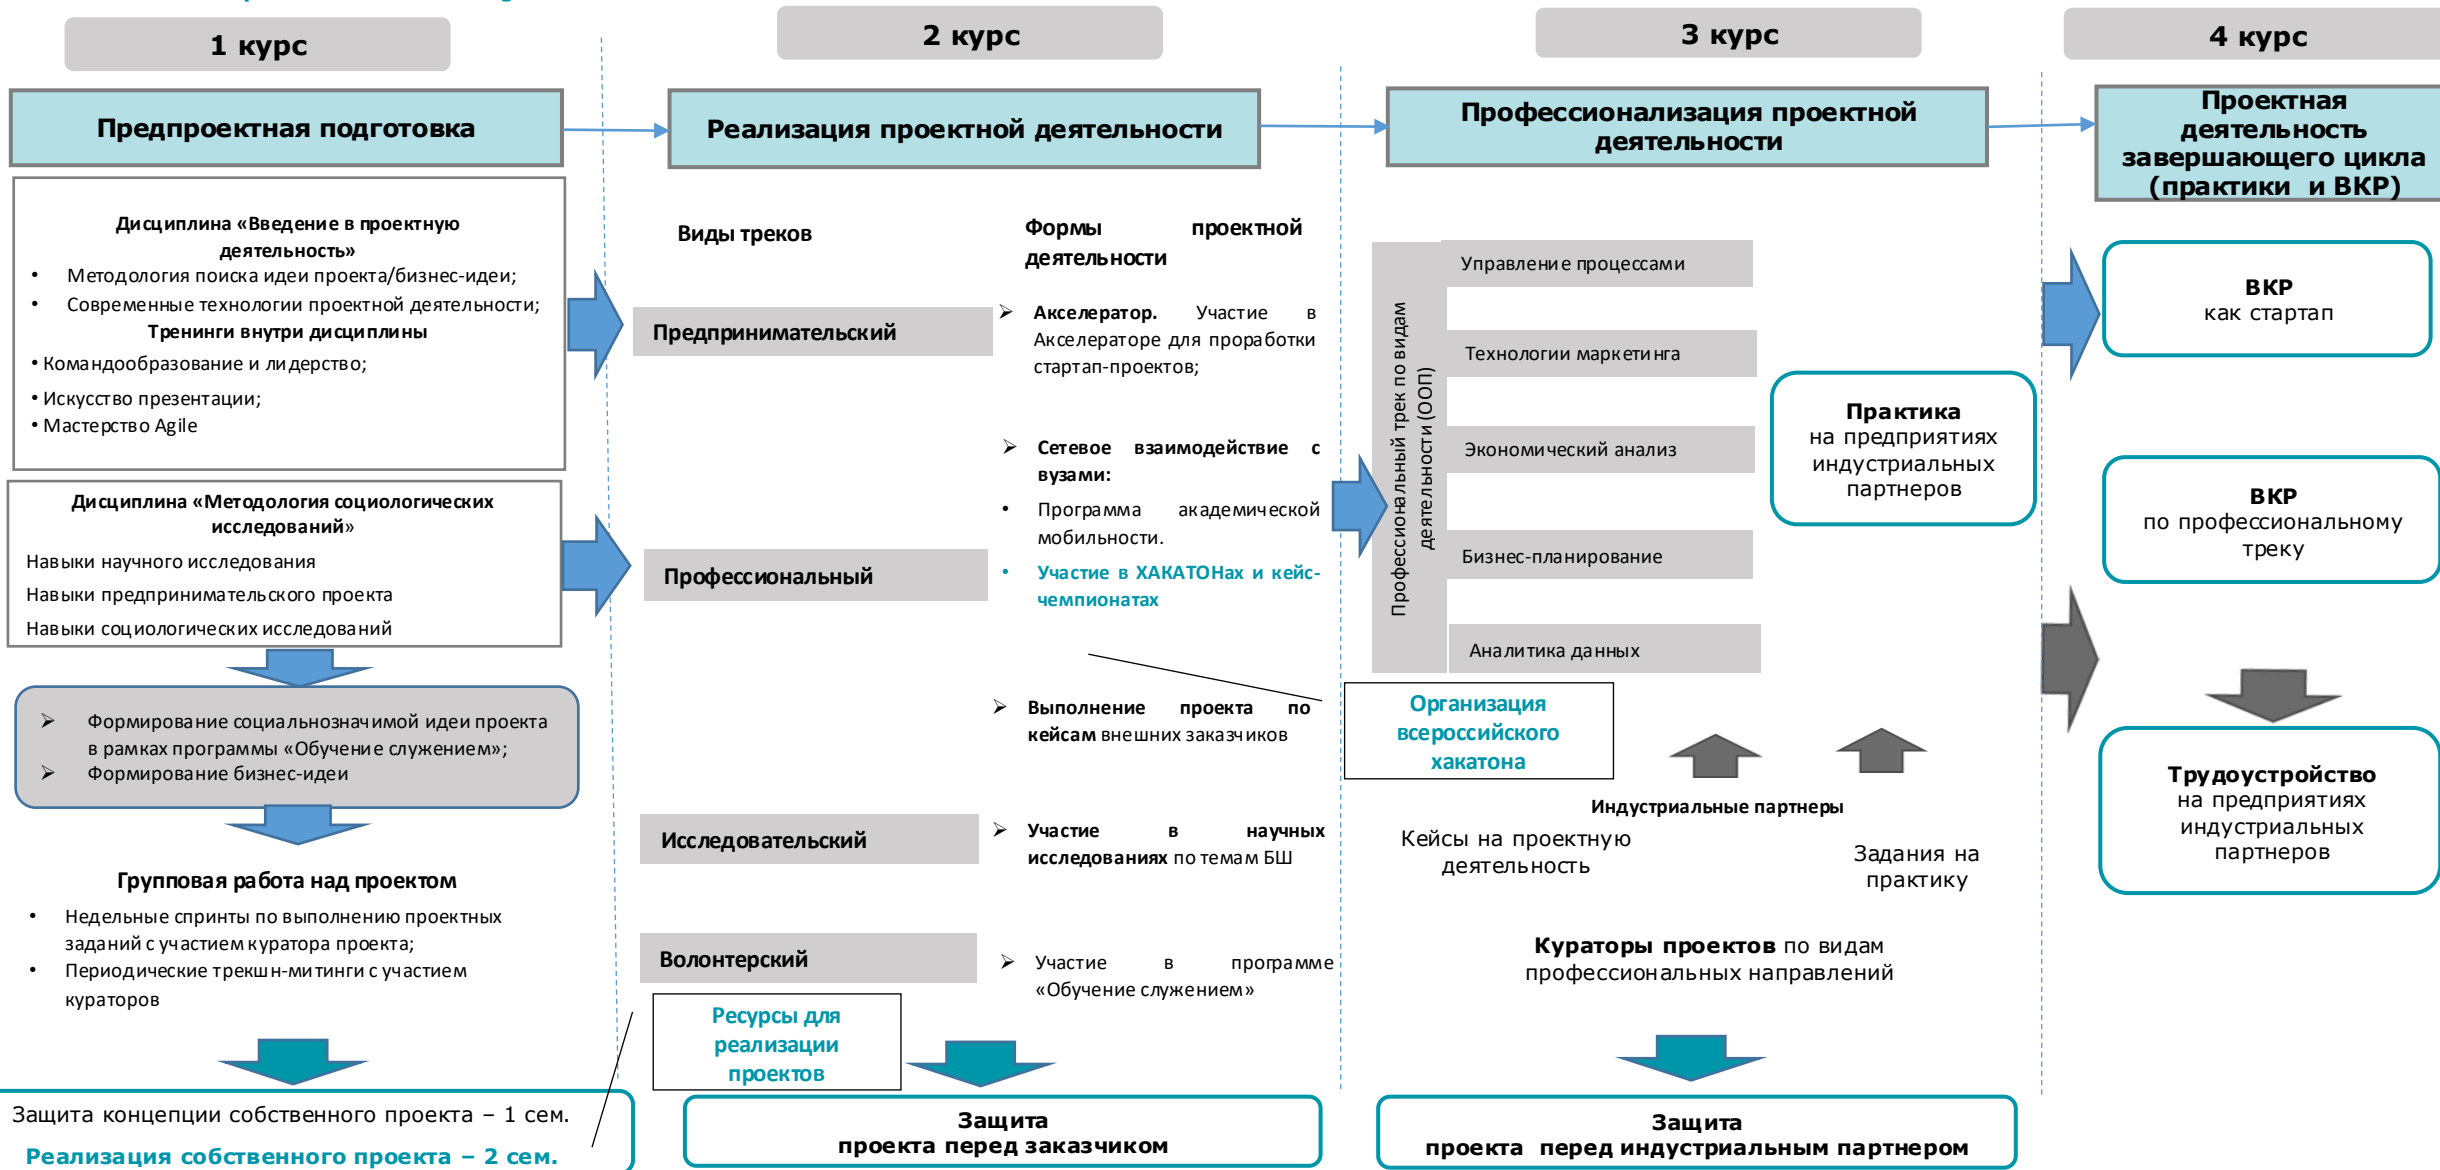 1 курс
2 курс
3 курс
4 курс
Предпроектная подготовка
Реализация проектной деятельности
Профессионализация проектной
деятельности
Проектная
деятельность
завершающего цикла
(практики и ВКР)
Дисциплина «Введение в проектную
деятельность»
• Методология поиска идеи проекта/бизнес-идеи;
• Современные технологии проектной деятельности;
Тренинги внутри дисциплины
• Командообразование и лидерство;
• Искусство презентации;
• Мастерство Agile
Дисциплина «Методология социологических
исследований»
Навыки научного исследования
Навыки предпринимательского проекта
Навыки социологических исследований
➢ Формирование социальнозначимой идеи проекта
в рамках программы «Обучение служением»;
➢ Формирование бизнес-идеи
Групповая работа над проектом
• Недельные спринты по выполнению проектных
заданий с участием куратора проекта;
• Периодические трекшн-митинги с участием
кураторов
Защита концепции собственного проекта – 1 сем.
Реализация собственного проекта – 2 сем.
Виды треков
Предпринимательский
Профессиональный
Исследовательский
Волонтерский
Ресурсы для
реализации
проектов
Формы проектной
деятельности
➢ Акселератор. Участие в
Акселераторе для проработки
стартап-проектов;
➢ Сетевое взаимодействие с
вузами:
• Программа академической
мобильности.
• Участие в ХАКАТОНах и кейс-
чемпионатах
➢ Выполнение проекта по
кейсам внешних заказчиков
➢ Участие в научных
исследованиях по темам БШ
➢ Участие в программе
«Обучение служением»
Защита
проекта перед заказчиком
Профессиональный трек по видам
деятельности (ООП)
Управление процессами
Технологии маркетинга
Экономический анализ
Бизнес-планирование
Аналитика данных
Практика
на предприятиях
индустриальных
партнеров
Организация
всероссийского
хакатона
Индустриальные партнеры
Кейсы на проектную
деятельность
Задания на
практику
Кураторы проектов по видам
профессиональных направлений
Защита
проекта перед индустриальным партнером
ВКР
как стартап
ВКР
по профессиональному
треку
Трудоустройство
на предприятиях
индустриальных
партнеров